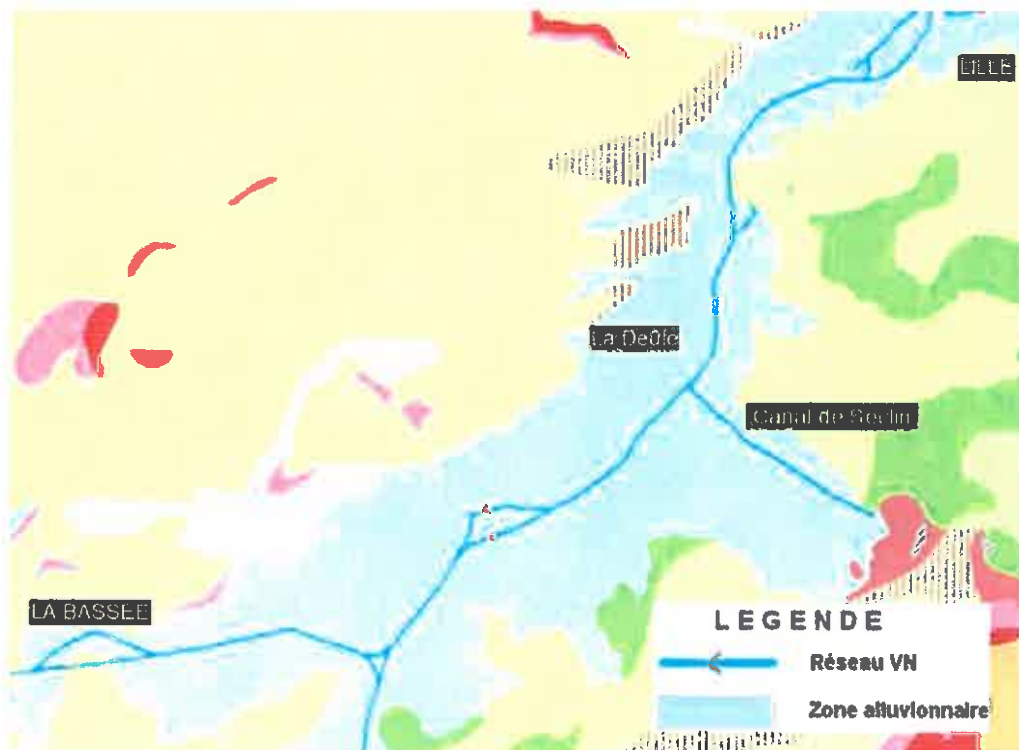 LILLE
La Deûle
Canal de Seclin
LA BASSEE
LEGENDE
Réseau VN
Zone alluvionnaire